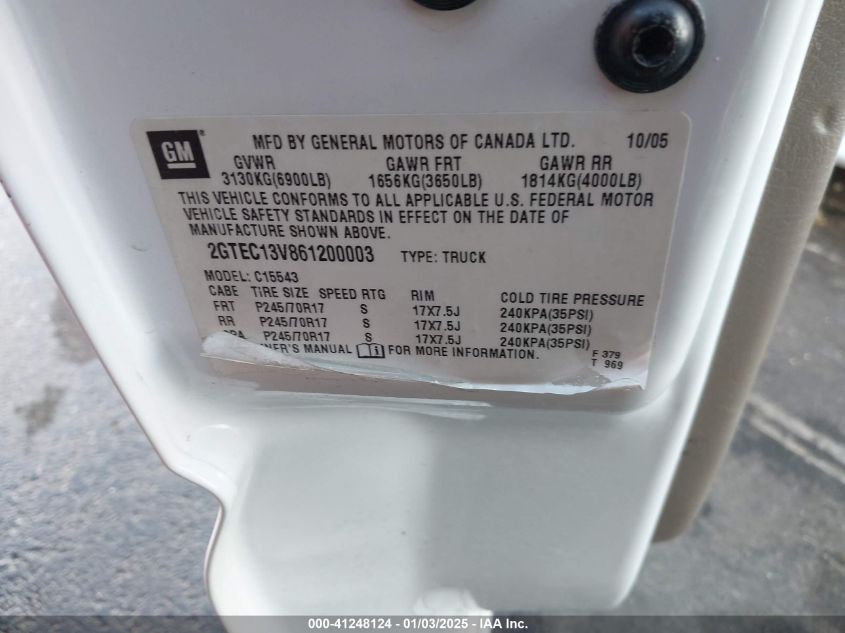 GM
MFD BY GENERAL MOTORS OF CANADA LTD. 10/05
GVWR GAWR FRT GAWR RR
3130KG(6900LB) 1656KG(3650LB) 1814KG(4000LB)
THIS VEHICLE CONFORMS TO ALL APPLICABLE U.S. FEDERAL MOTOR
VEHICLE SAFETY STANDARDS IN EFFECT ON THE DATE OF
MANUFACTURE SHOWN ABOVE.
2GTEC13V861200003 TYPE: TRUCK
MODEL: C15543
CABE TIRE SIZE SPEED RTG RIM COLD TIRE PRESSURE
FRT P245/70R17 S 17X7.5J 240KPA(35PSI)
RR P245/70R17 S 17X7.5J 240KPA(35PSI)
P245/70R17 S 17X7.5J 240KPA(35PSI)
NER'S MANUAL FOR MORE INFORMATION. F 379
T 969
000-41248124 - 01/03/2025 - IAA Inc.